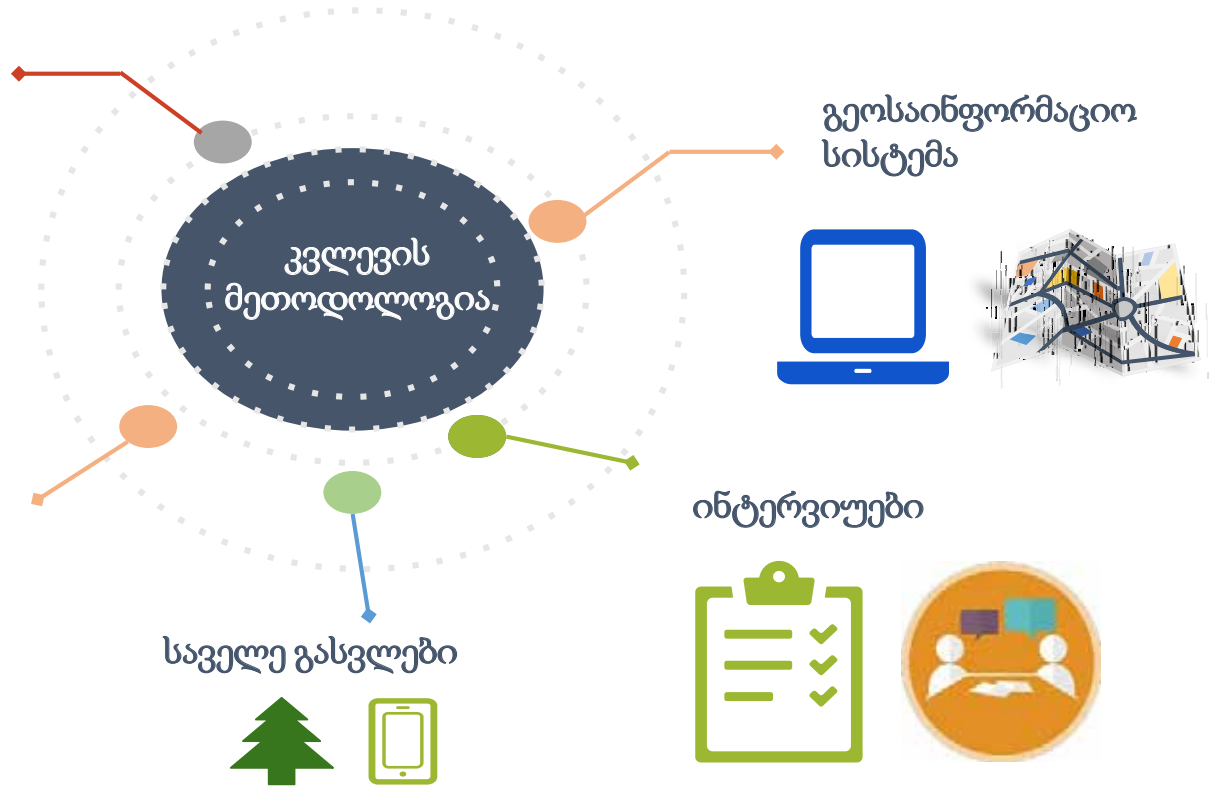 გეოსაინფორმაციო
სისტემა
კვლევის
მეთოდოლოგია
ინტერვიუები
საველე გასვლები